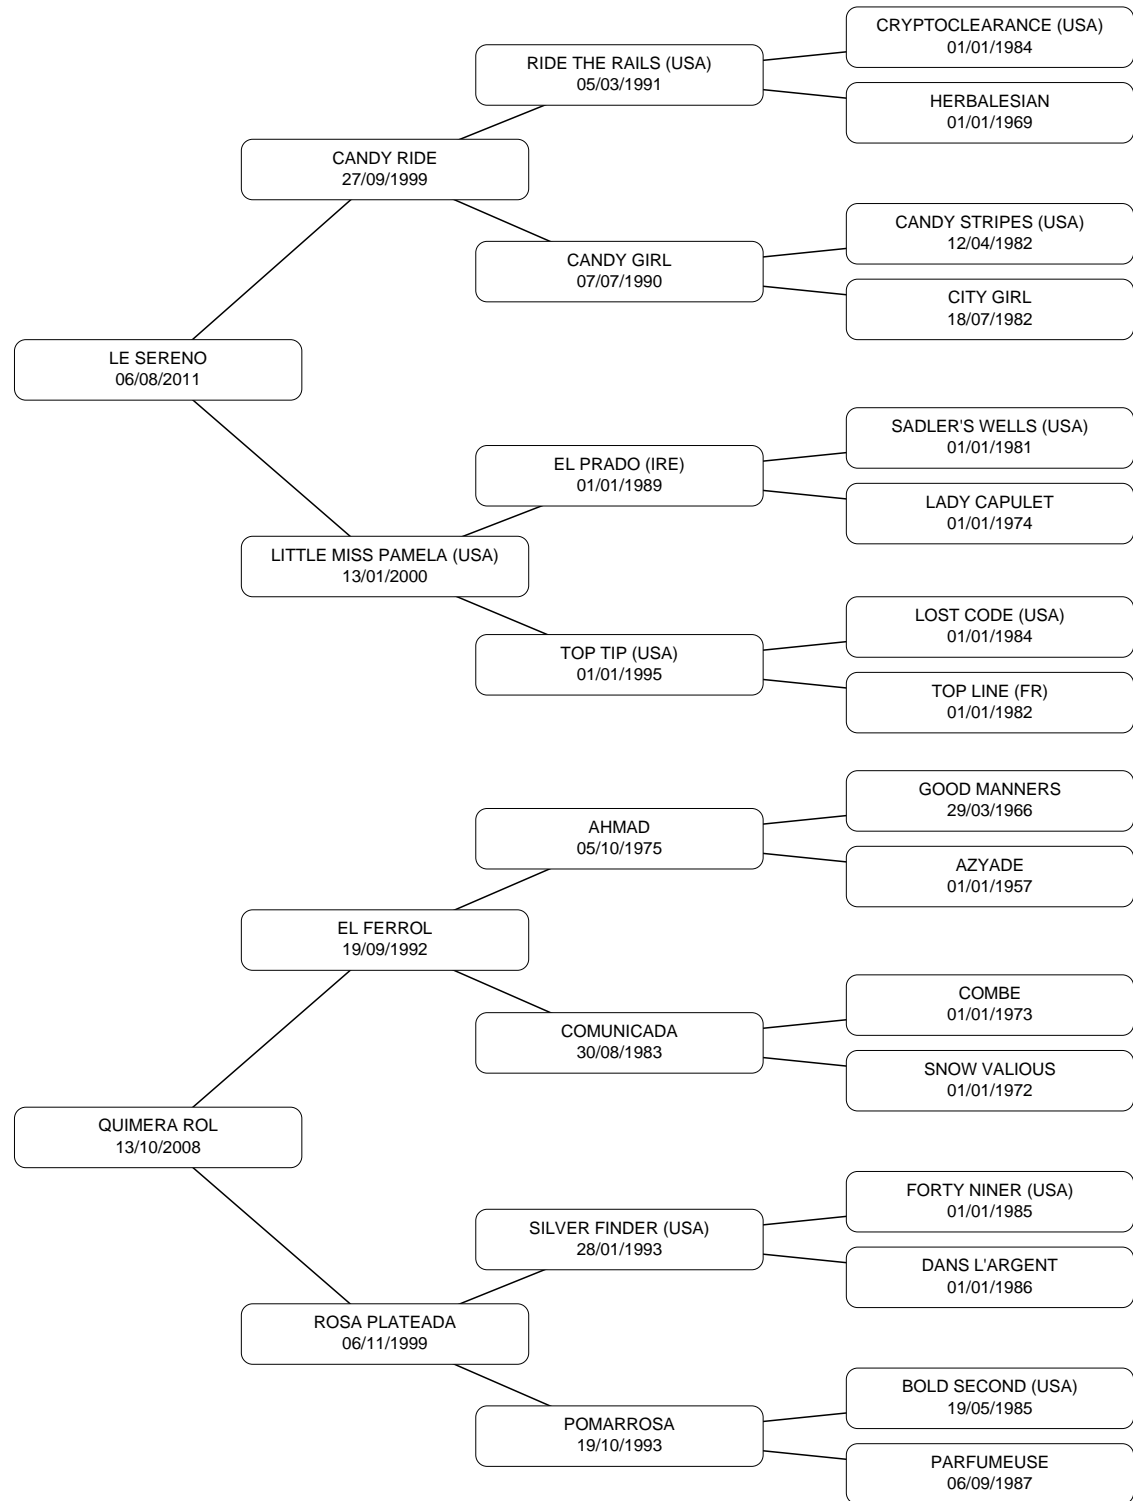 CRYPTOCLEARANCE (USA)
01/01/1984
RIDE THE RAILS (USA)
05/03/1991
HERBALESIAN
01/01/1969
CANDY RIDE
27/09/1999
CANDY STRIPES (USA)
12/04/1982
CANDY GIRL
07/07/1990
CITY GIRL
18/07/1982
LE SERENO
06/08/2011
SADLER'S WELLS (USA)
01/01/1981
EL PRADO (IRE)
01/01/1989
LADY CAPULET
01/01/1974
LITTLE MISS PAMELA (USA)
13/01/2000
LOST CODE (USA)
01/01/1984
TOP TIP (USA)
01/01/1995
TOP LINE (FR)
01/01/1982
GOOD MANNERS
29/03/1966
AHMAD
05/10/1975
AZYADE
01/01/1957
EL FERROL
19/09/1992
COMBE
01/01/1973
COMUNICADA
30/08/1983
SNOW VALIOUS
01/01/1972
QUIMERA ROL
13/10/2008
FORTY NINER (USA)
01/01/1985
SILVER FINDER (USA)
28/01/1993
DANS L'ARGENT
01/01/1986
ROSA PLATEADA
06/11/1999
BOLD SECOND (USA)
19/05/1985
POMARROSA
19/10/1993
PARFUMEUSE
06/09/1987